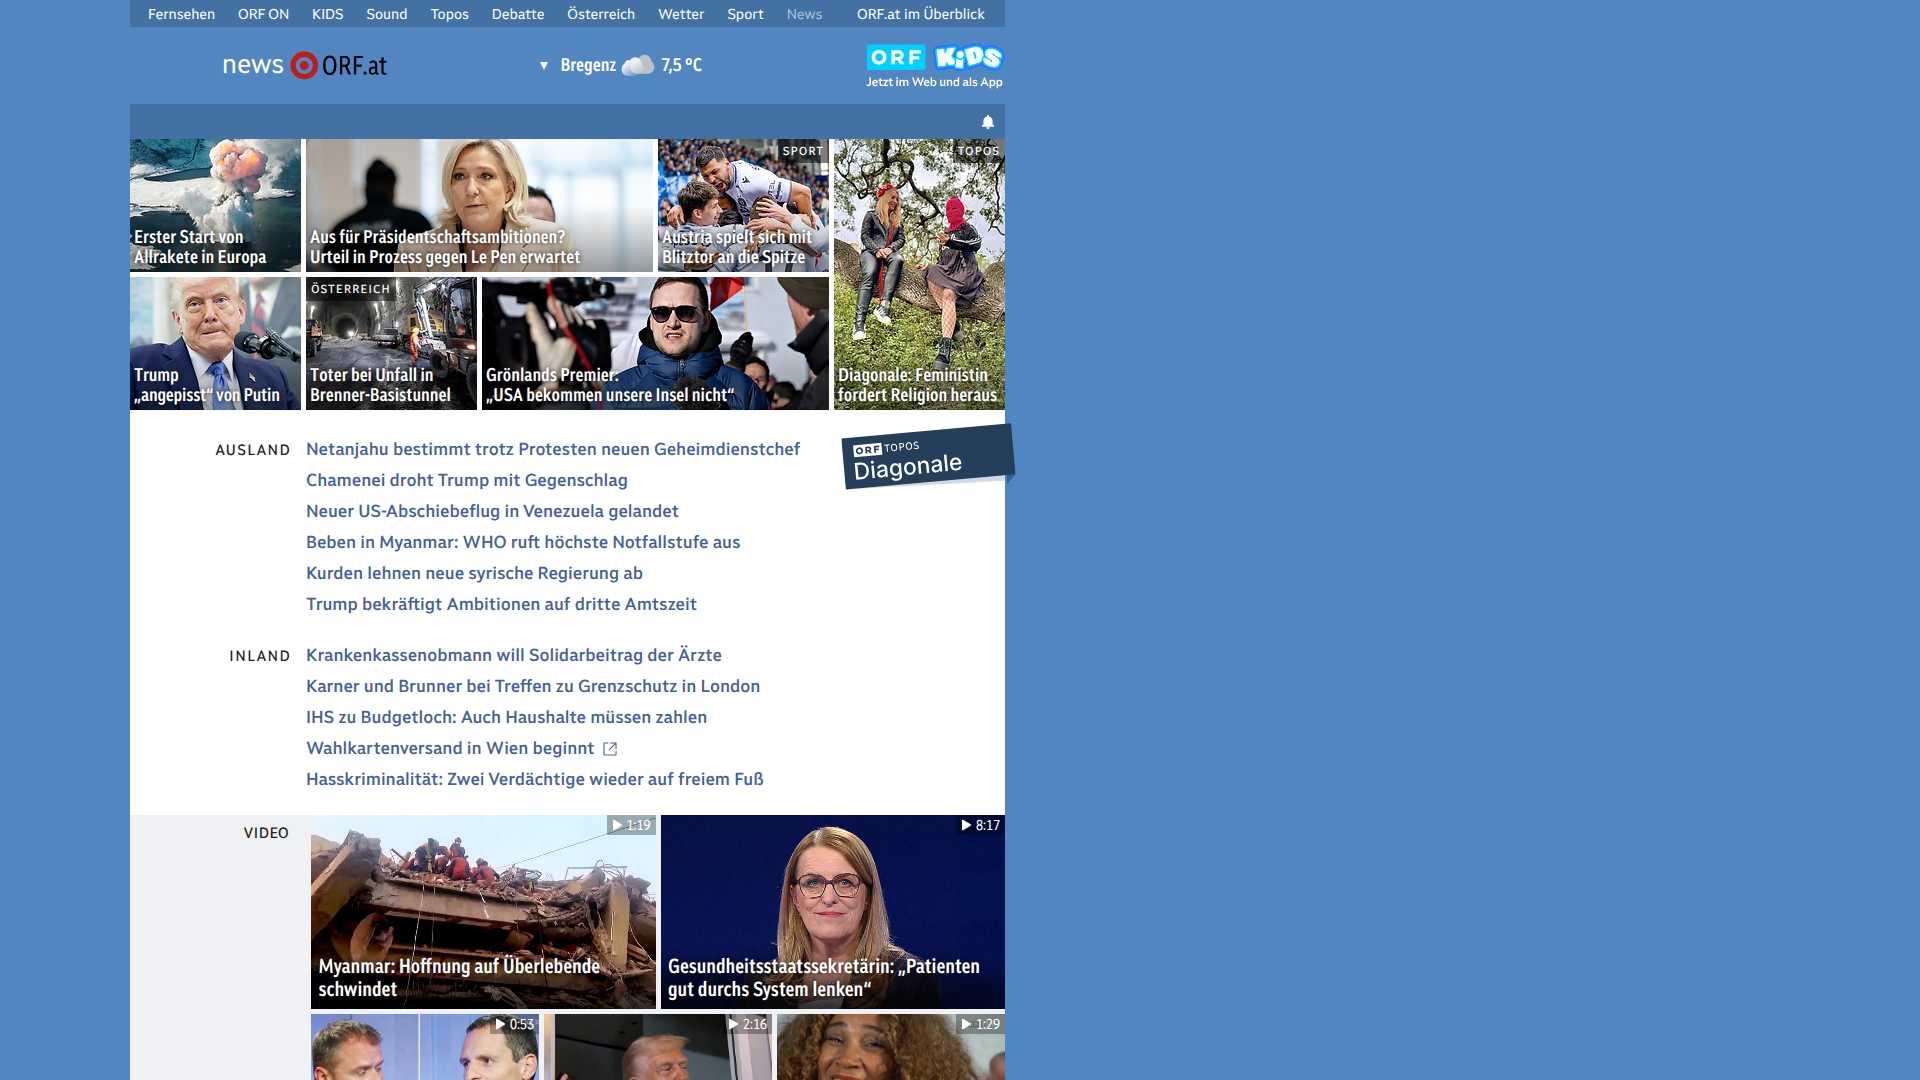 Fernsehen ORF ON KIDS Sound Topos Debatte Österreich Wetter Sport News ORF.at im Überblick
news ORF.at
▼ Bregenz 7,5 °C
ORF KiDS
Jetzt im Web und als App
Erster Start von
Allrakete in Europa
Aus für Präsidentschaftsambitionen?
Urteil in Prozess gegen Le Pen erwartet
SPORT
Austria spielt sich mit
Blitztor an die Spitze
TOPOS
Diagonale: Feministin
fordert Religion heraus
Trump
„angepisst“ von Putin
ÖSTERREICH
Toter bei Unfall in
Brenner-Basistunnel
Grönlands Premier:
„USA bekommen unsere Insel nicht“
AUSLAND
Netanjahu bestimmt trotz Protesten neuen Geheimdienstchef
Chamenei droht Trump mit Gegenschlag
Neuer US-Abschiebeflug in Venezuela gelandet
Beben in Myanmar: WHO ruft höchste Notfallstufe aus
Kurden lehnen neue syrische Regierung ab
Trump bekräftigt Ambitionen auf dritte Amtszeit
ORF TOPOS
Diagonale
INLAND
Krankenkassenobmann will Solidarbeitrag der Ärzte
Karner und Brunner bei Treffen zu Grenzschutz in London
IHS zu Budgetloch: Auch Haushalte müssen zahlen
Wahlkartenversand in Wien beginnt
Hasskriminalität: Zwei Verdächtige wieder auf freiem Fuß
VIDEO
1:19
Myanmar: Hoffnung auf Überlebende
schwindet
8:17
Gesundheitsstaatssekretärin: „Patienten
gut durchs System lenken“
0:53
2:16
1:29